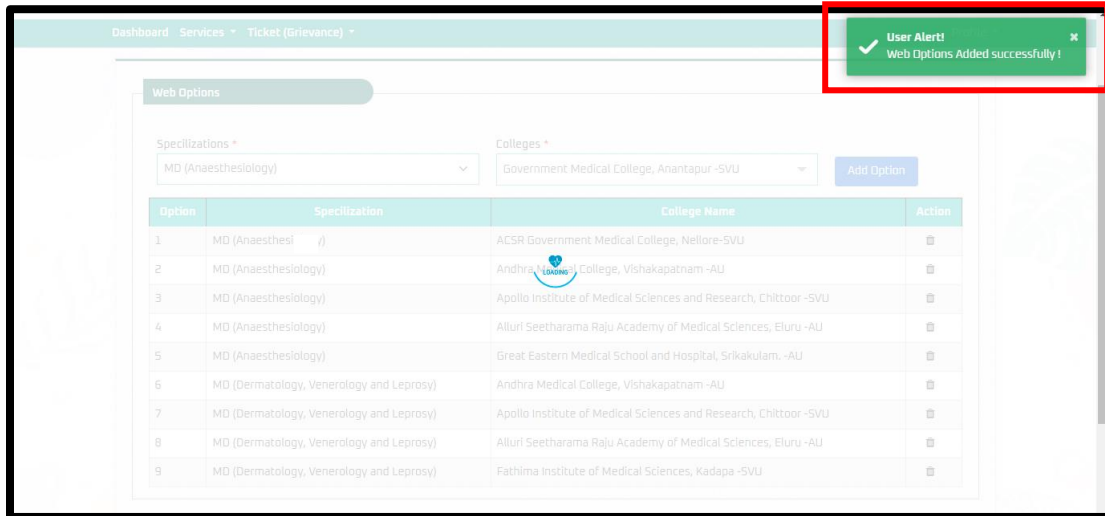 Dashboard Services Ticket (Grievance)
User Alert!
Web Options Added successfully !
Web Options
Specilizations * Colleges *
MD (Anaesthesiology) Government Medical College, Anantapur -SVU Add Option
Option Specilization College Name Action
1 MD (Anaesthesi y) ACSR Government Medical College, Nellore-SVU
2 MD (Anaesthesiology) Andhra Medical College, Vishakapatnam -AU
LOADING
3 MD (Anaesthesiology) Apollo Institute of Medical Sciences and Research, Chittoor -SVU
4 MD (Anaesthesiology) Alluri Seetharama Raju Academy of Medical Sciences, Eluru -AU
5 MD (Anaesthesiology) Great Eastern Medical School and Hospital, Srikakulam. -AU
6 MD (Dermatology, Venerology and Leprosy) Andhra Medical College, Vishakapatnam -AU
7 MD (Dermatology, Venerology and Leprosy) Apollo Institute of Medical Sciences and Research, Chittoor -SVU
8 MD (Dermatology, Venerology and Leprosy) Alluri Seetharama Raju Academy of Medical Sciences, Eluru -AU
9 MD (Dermatology, Venerology and Leprosy) Fathima Institute of Medical Sciences, Kadapa -SVU